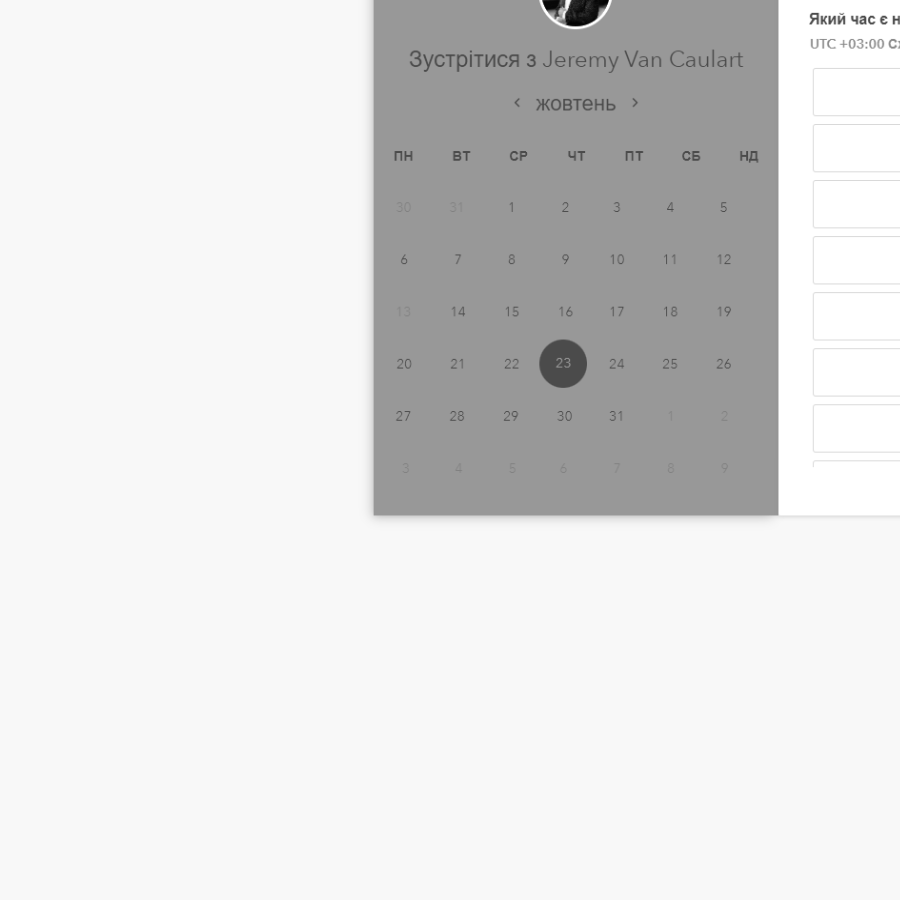 Зустрітися з Jeremy Van Caulart
жовтень
ПН ВТ СР ЧТ ПТ СБ НД
30 31 1 2 3 4 5
6 7 8 9 10 11 12
13 14 15 16 17 18 19
20 21 22 23 24 25 26
27 28 29 30 31 1 2
3 4 5 6 7 8 9
Який час є
UTC +03:00